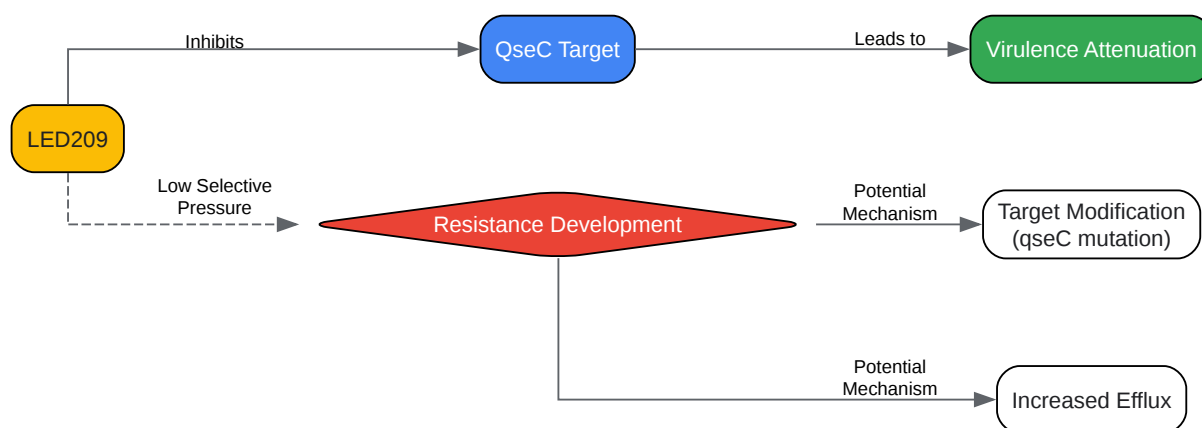 Inhibits
QseC Target
Leads to
Virulence Attenuation
LED209
Low Selective
Pressure
Resistance Development
Potential
Mechanism
Target Modification
(qseC mutation)
Potential
Mechanism
Increased Efflux